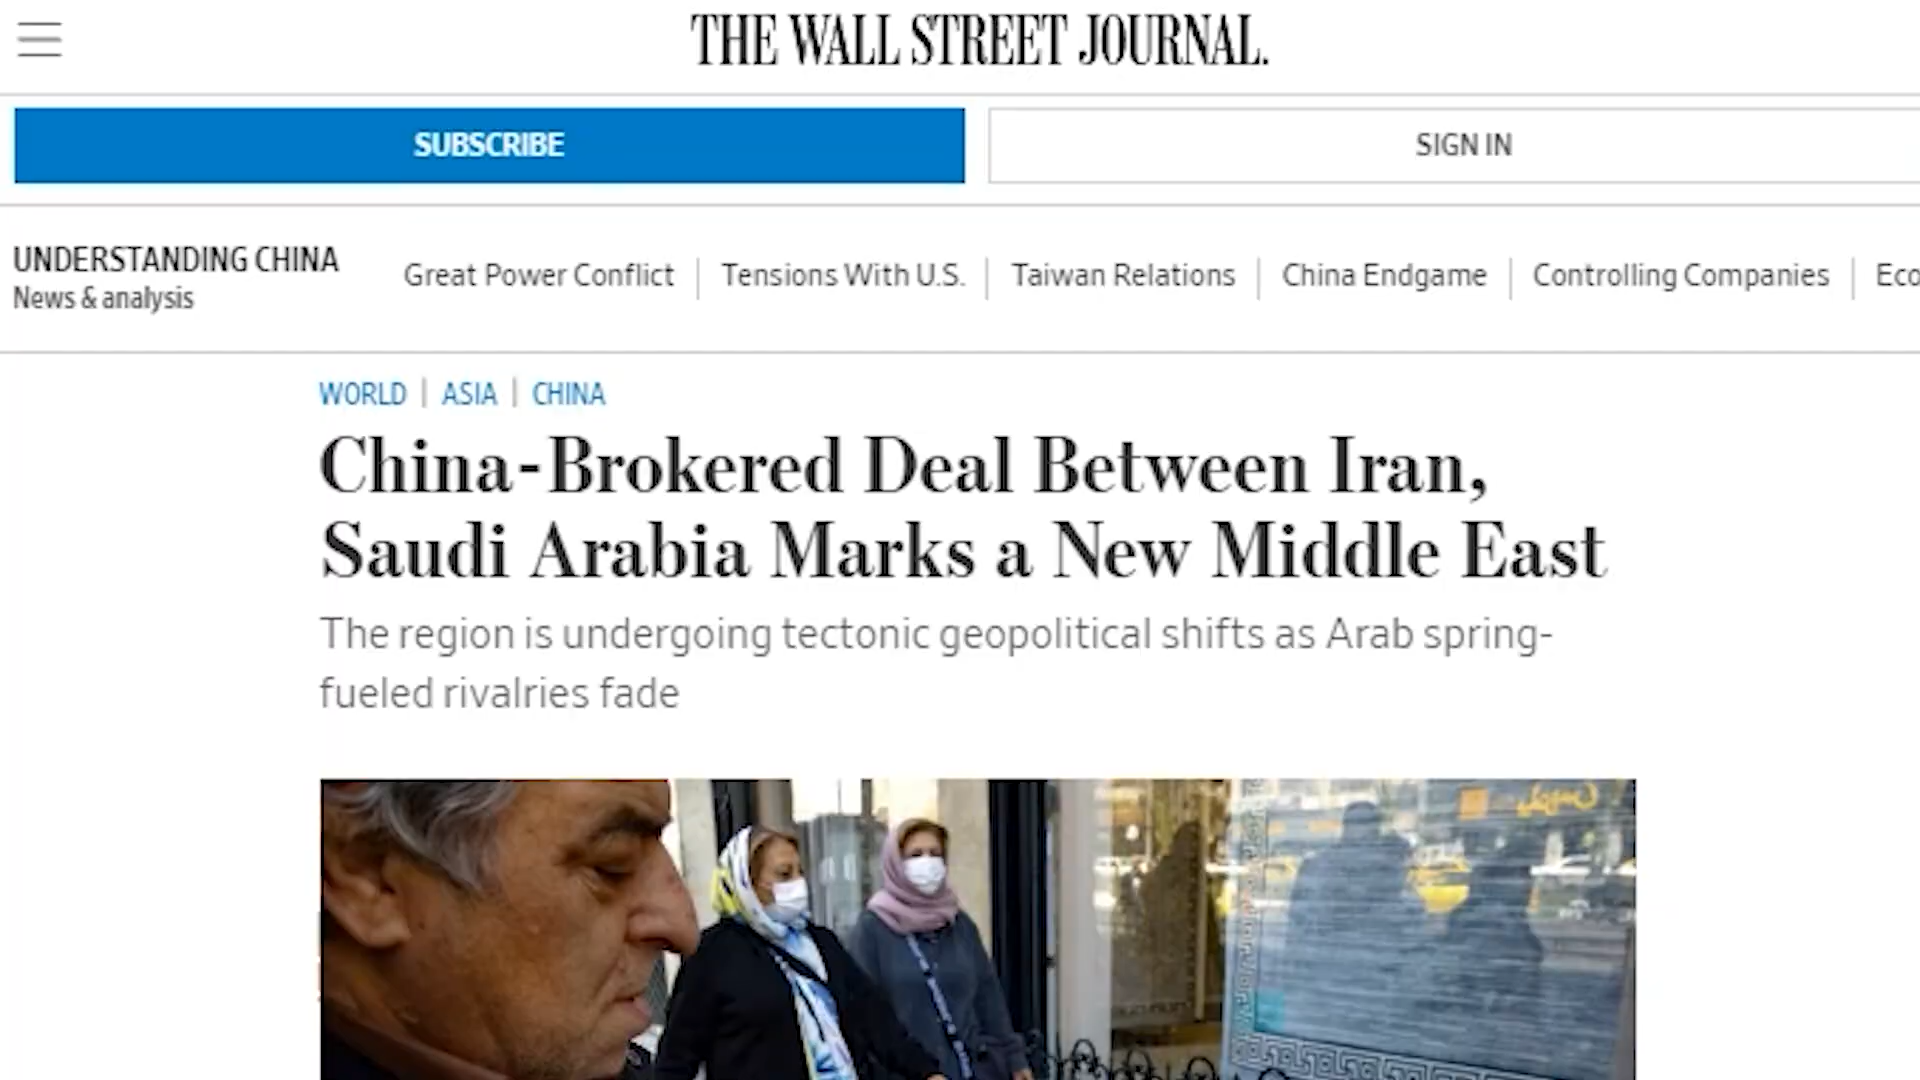 THE WALL STREET JOURNAL.
SUBSCRIBE
SIGN IN
UNDERSTANDING CHINA
News & analysis
Great Power Conflict
Tensions With U.S.
Taiwan Relations
China Endgame
Controlling Companies
Eco
WORLD | ASIA | CHINA
China-Brokered Deal Between Iran,
Saudi Arabia Marks a New Middle East
The region is undergoing tectonic geopolitical shifts as Arab spring-
fueled rivalries fade